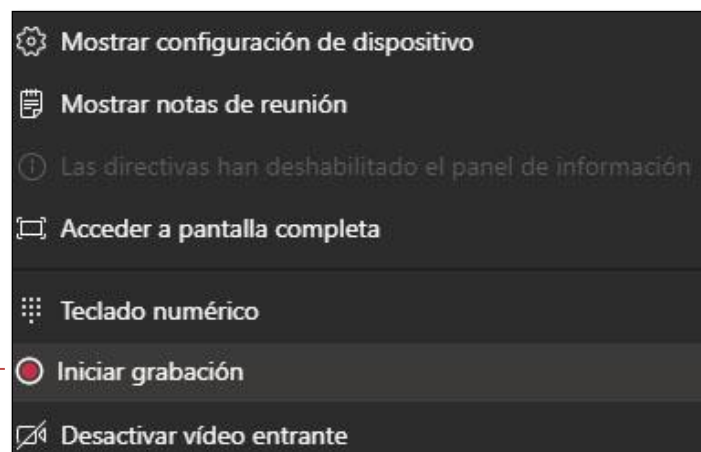 Mostrar configuración de dispositivo
Mostrar notas de reunión
Las directivas han deshabilitado el panel de información
Acceder a pantalla completa
Teclado numérico
Iniciar grabación
Desactivar vídeo entrante